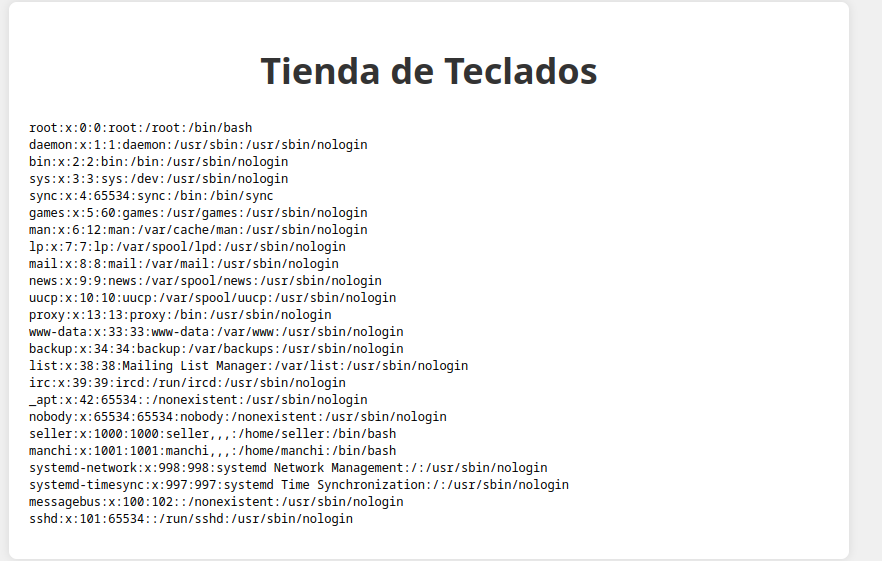 Tienda de Teclados
root:x:0:0:root:/root:/bin/bash
daemon:x:1:1:daemon:/usr/sbin:/usr/sbin/nologin
bin:x:2:2:bin:/bin:/usr/sbin/nologin
sys:x:3:3:sys:/dev:/usr/sbin/nologin
sync:x:4:65534:sync:/bin:/bin/sync
games:x:5:60:games:/usr/games:/usr/sbin/nologin
man:x:6:12:man:/var/cache/man:/usr/sbin/nologin
lp:x:7:7:lp:/var/spool/lpd:/usr/sbin/nologin
mail:x:8:8:mail:/var/mail:/usr/sbin/nologin
news:x:9:9:news:/var/spool/news:/usr/sbin/nologin
uucp:x:10:10:uucp:/var/spool/uucp:/usr/sbin/nologin
proxy:x:13:13:proxy:/bin:/usr/sbin/nologin
www-data:x:33:33:www-data:/var/www:/usr/sbin/nologin
backup:x:34:34:backup:/var/backups:/usr/sbin/nologin
list:x:38:38:Mailing List Manager:/var/list:/usr/sbin/nologin
irc:x:39:39:ircd:/run/ircd:/usr/sbin/nologin
_apt:x:42:65534::/nonexistent:/usr/sbin/nologin
nobody:x:65534:65534:nobody:/nonexistent:/usr/sbin/nologin
seller:x:1000:1000:seller,,,:/home/seller:/bin/bash
manchi:x:1001:1001:manchi,,,:/home/manchi:/bin/bash
systemd-network:x:998:998:systemd Network Management:/:/usr/sbin/nologin
systemd-timesync:x:997:997:systemd Time Synchronization:/:/usr/sbin/nologin
messagebus:x:100:102::/nonexistent:/usr/sbin/nologin
sshd:x:101:65534::/run/sshd:/usr/sbin/nologin